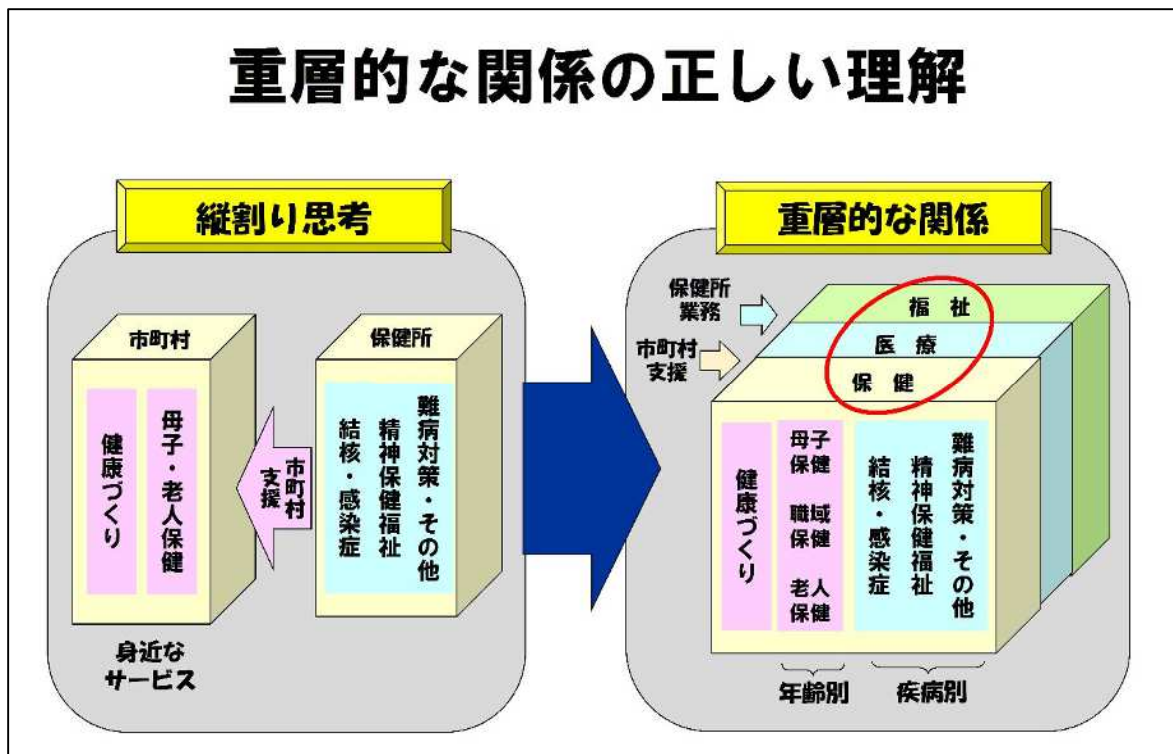 重層的な関係の正しい理解
縦割り思考
市町村
健康づくり
母子・老人保健
身近な
サービス
市町村
支援
保健所
難病対策・その他
精神保健福祉
結核・感染症
重層的な関係
保健所
業務
市町村
支援
福祉
医療
保健
健康づくり
母子
保健
職域
保健
老人
保健
難病対策・その他
精神保健福祉
結核・感染症
年齢別
疾病別